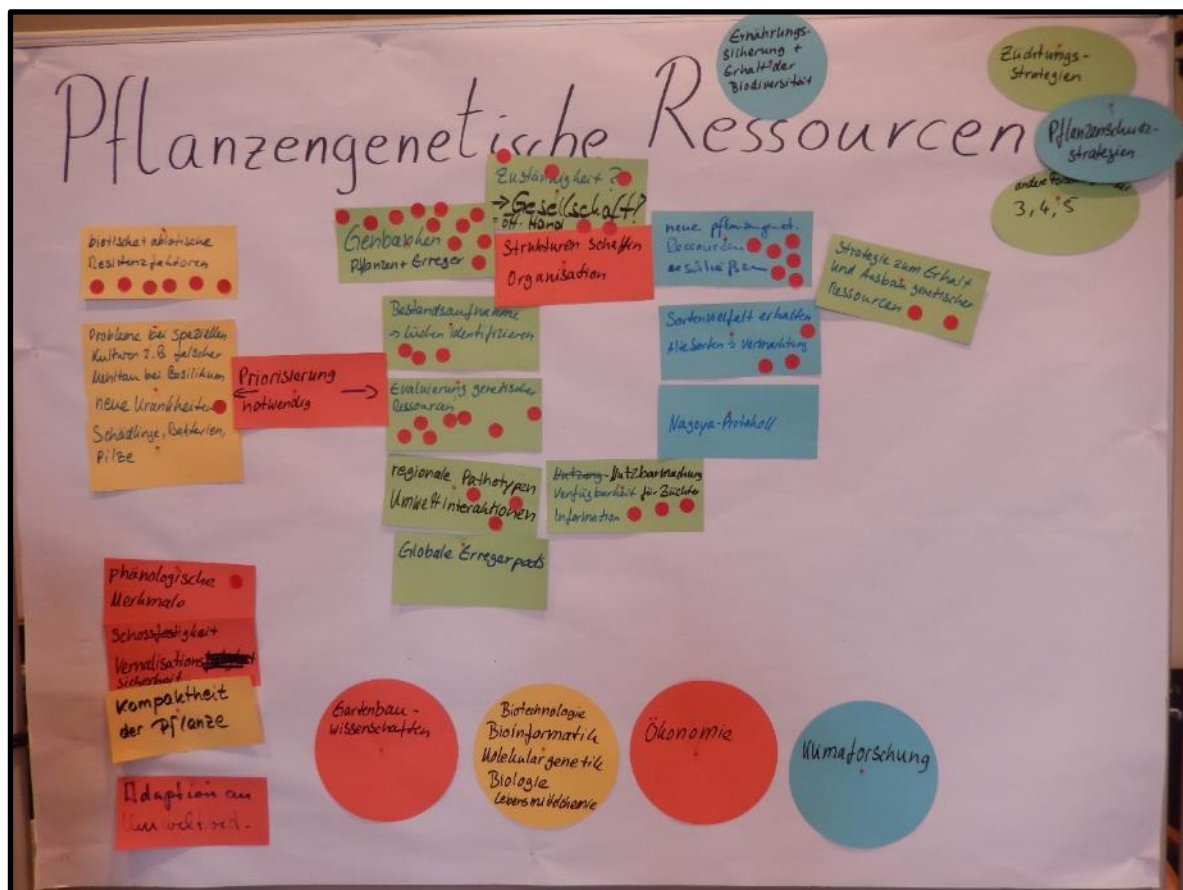 Pflanzengenetische Ressourcen
Ernährungs-
sicherung +
Erhalt der
Biodiversität
Züchtungs-
strategien
Pflanzenschutz-
strategien
3, 4, 5
biotische abiotische
Resistenzfaktoren
Probleme bei speziellen
Kulturen z.B. falscher
Mehltau bei Basilikum
neue Krankheiten
Schädlinge, Bakterien,
Pilze
Priorisierung
notwendig
Genbanken
Pflanzen + Erreger
Zuständigkeit?
→ Gesellschaft?
öff. Hand
Strukturen schaffen
Organisation
Bestandsaufnahme
→ Lücken identifizieren
Evaluierung genetischer
Ressourcen
regionale Pathotypen
Umweltinteraktionen
Globale Erregerpools
Nutzung Nutzbarmachung
Verfügbarkeit für Züchter
Information
neue pflanzengenet.
Ressourcen
erschließen
Sortenvielfalt erhalten
Alte Sorten → Vermarktung
Nagoya-Protokoll
Strategie zum Erhalt
und Ausbau genetischer
Ressourcen
phänologische
Merkmale
Schossfestigkeit
Vernalisations
sicherheit
Kompaktheit
der Pflanze
Adaption an
Umweltbed.
Gartenbau-
wissenschaften
Biotechnologie
Bioinformatik
Molekulargenetik
Biologie
Lebensmittelchemie
Ökonomie
Klimaforschung